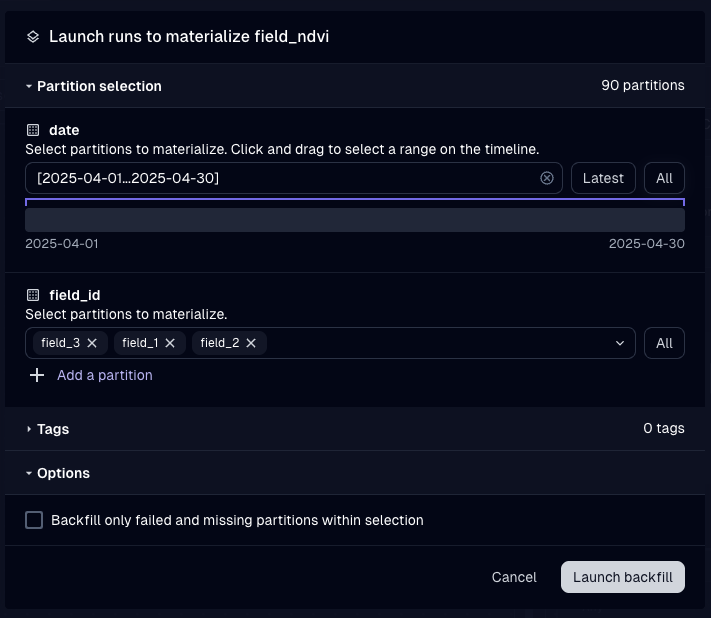 Launch runs to materialize field_ndvi
Partition selection 90 partitions
date
Select partitions to materialize. Click and drag to select a range on the timeline.
[2025-04-01...2025-04-30] Latest All
2025-04-01 2025-04-30
field_id
Select partitions to materialize.
field_3 field_1 field_2 All
Add a partition
Tags 0 tags
Options
Backfill only failed and missing partitions within selection
Cancel Launch backfill